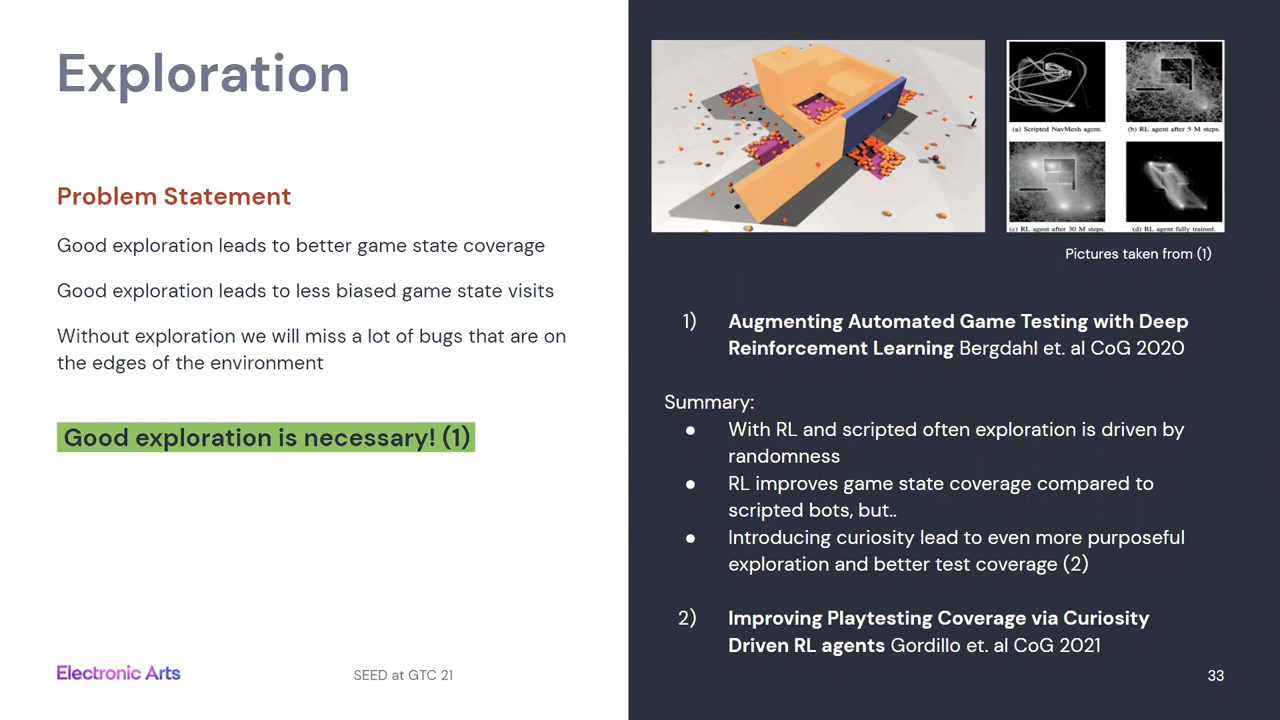 Exploration
Problem Statement
Good exploration leads to better game state coverage
Good exploration leads to less biased game state visits
Without exploration we will miss a lot of bugs that are on
the edges of the environment
Good exploration is necessary! (1)
Electronic Arts
SEED at GTC 21
(a) Scripted NavMesh agent.
(b) RL agent after 5 M steps.
(c) RL agent after 30 M steps.
(d) RL agent fully trained.
Pictures taken from (1)
1) Augmenting Automated Game Testing with Deep
Reinforcement Learning Bergdahl et. al CoG 2020
Summary:
● With RL and scripted often exploration is driven by
randomness
● RL improves game state coverage compared to
scripted bots, but..
● Introducing curiosity lead to even more purposeful
exploration and better test coverage (2)
2) Improving Playtesting Coverage via Curiosity
Driven RL agents Gordillo et. al CoG 2021
33